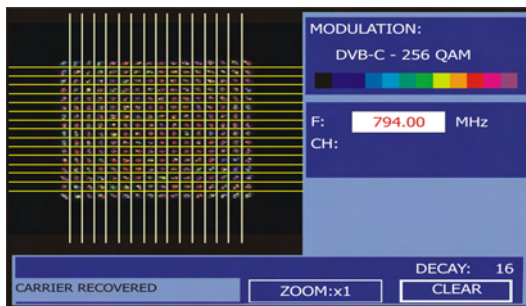 MODULATION:
DVB-C - 256 QAM
F: 794.00 MHz
CH:
DECAY: 16
CARRIER RECOVERED
ZOOM:x1
CLEAR